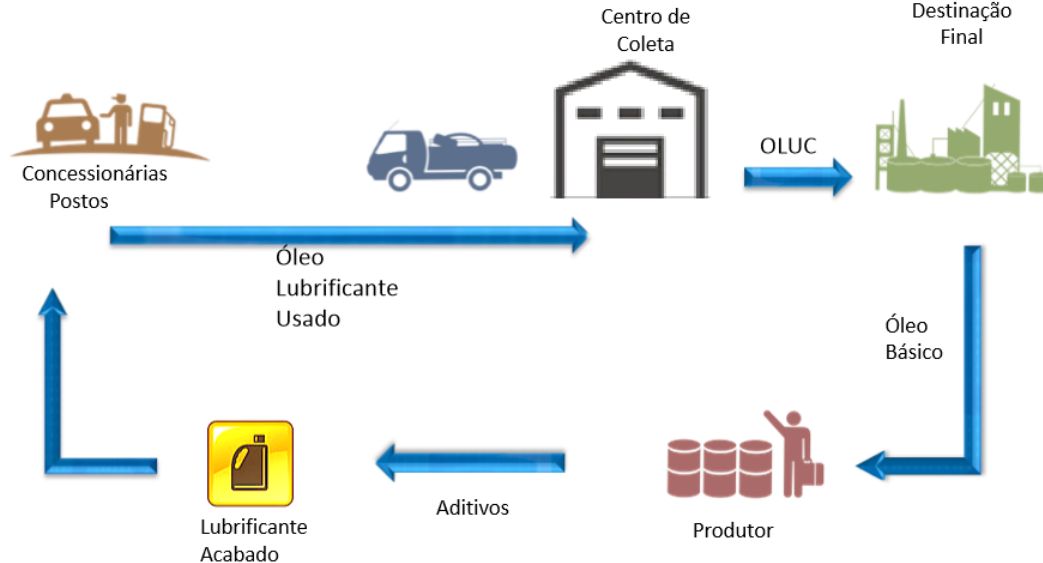 Centro de
Coleta
Destinação
Final
OLUC
Concessionárias
Postos
Óleo
Lubrificante
Usado
Óleo
Básico
Aditivos
Produtor
Lubrificante
Acabado